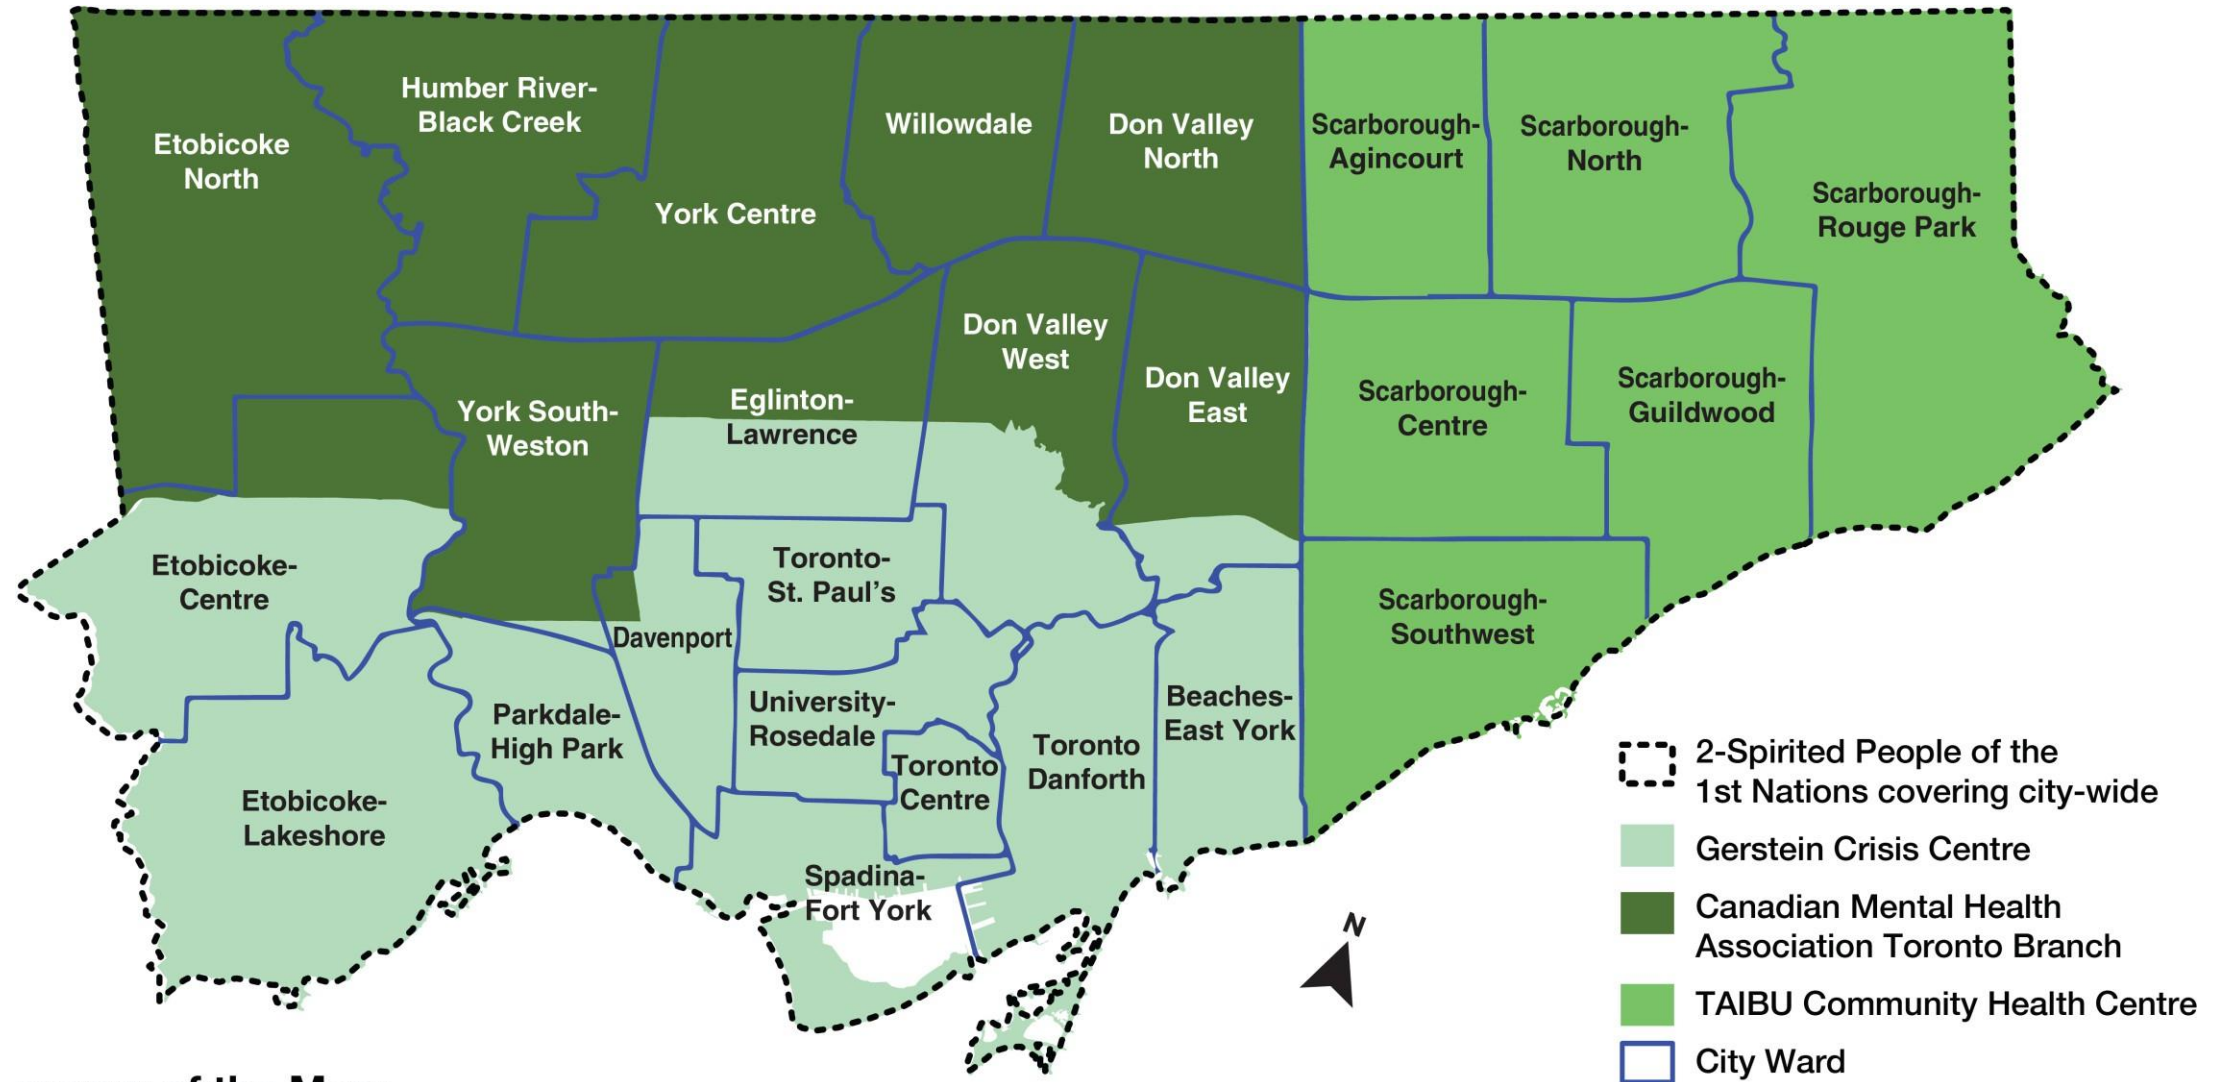 Etobicoke
North
Humber River-
Black Creek
York Centre
Willowdale
Don Valley
North
Scarborough-
Agincourt
Scarborough-
North
Scarborough-
Rouge Park
York South-
Weston
Eglinton-
Lawrence
Don Valley
West
Don Valley
East
Scarborough-
Centre
Scarborough-
Guildwood
Etobicoke-
Centre
Toronto-
St. Paul's
Davenport
Scarborough-
Southwest
Parkdale-
High Park
University-
Rosedale
Toronto
Centre
Toronto
Danforth
Beaches-
East York
Etobicoke-
Lakeshore
Spadina-
Fort York
N
2-Spirited People of the
1st Nations covering city-wide
Gerstein Crisis Centre
Canadian Mental Health
Association Toronto Branch
TAIBU Community Health Centre
City Ward